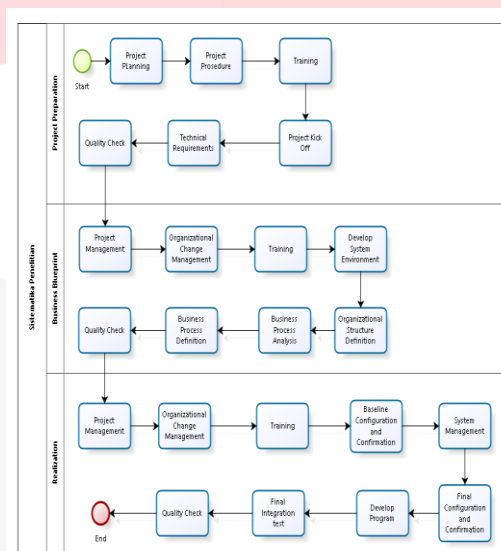 Sistematika Penelitian
Project Preparation
Start
Project
Planning
Project
Prosedure
Training
Project Kick
Off
Technical
Requirements
Quality Check
Business Blueprint
Project
Management
Organizational
Change
Management
Training
Develop
System
Environment
Organizational
Structure
Definition
Business
Process
Analysis
Business
Process
Definition
Quality Check
Realization
Project
Management
Organizational
Change
Management
Training
Baseline
Configuration
and
Confirmation
System
Management
Final
Configuration
and
Confirmation
Develop
Program
Final
Integration
test
Quality Check
End